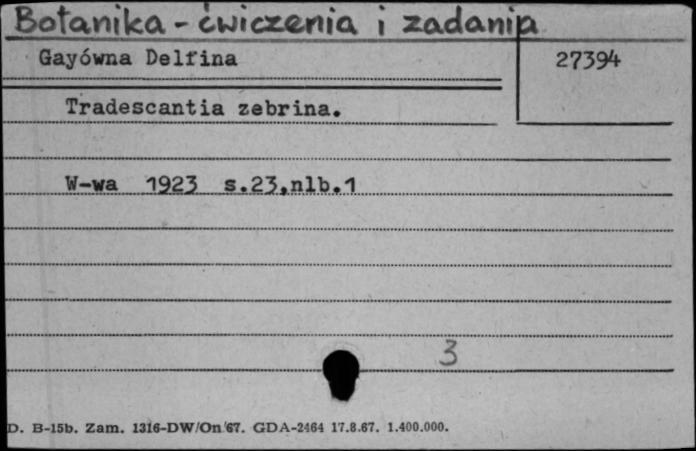 Botanika - ćwiczenia i zadania
Gayówna Delfina 27394
Tradescantia zebrina.
W-wa 1923 s.23,nlb.1
3
D. B-15b. Zam. 1316-DW/On/67. GDA-2464 17.8.67. 1.400.000.